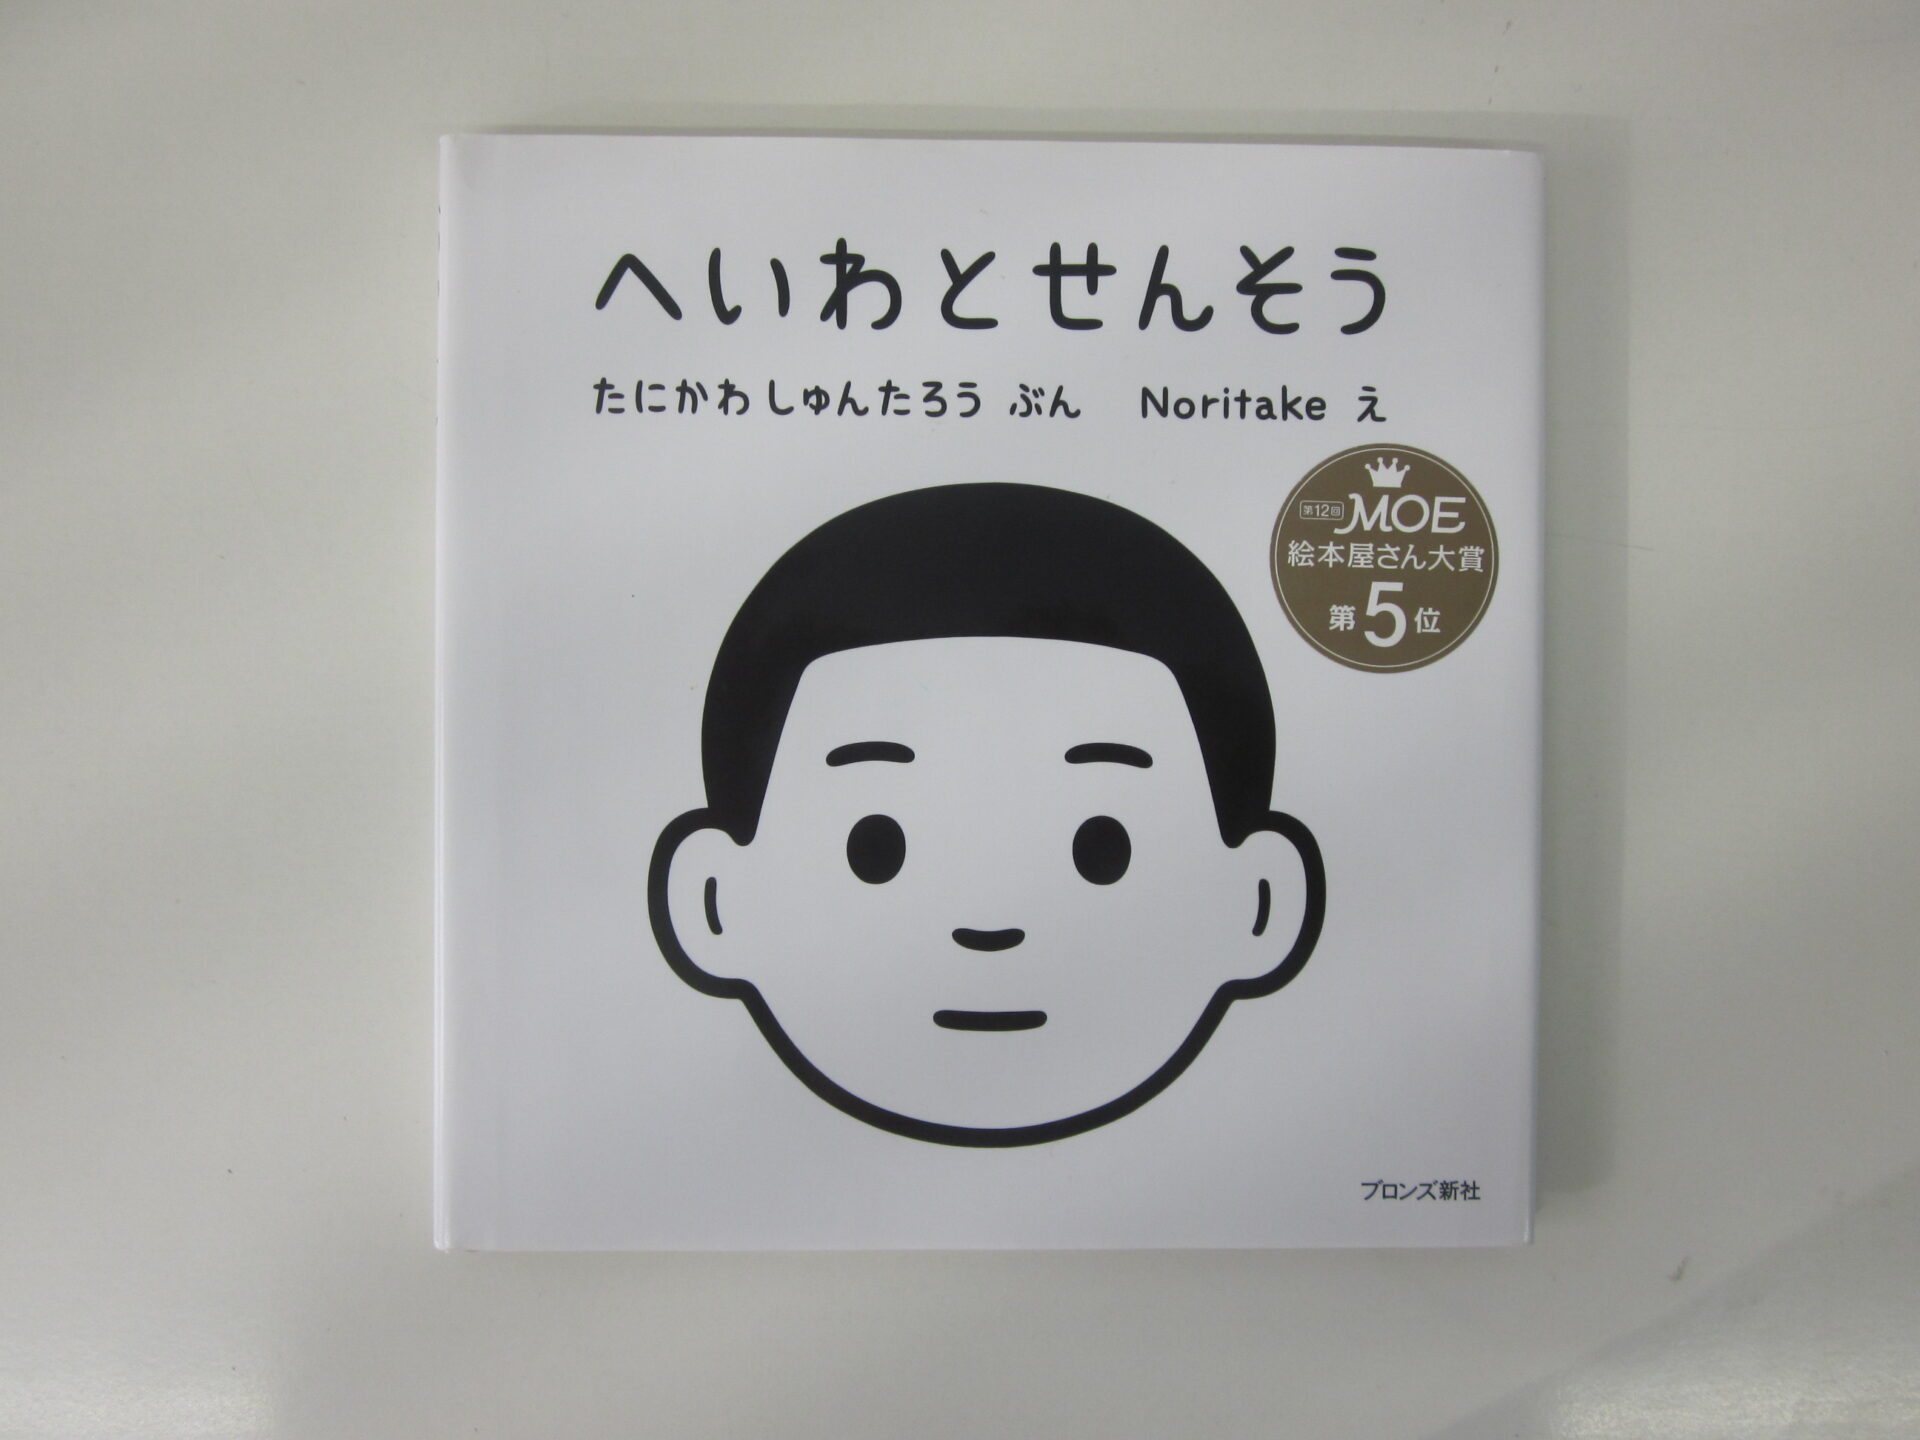 へいわとせんそう
たにかわしゅんたろう ぶん Noritake え
第12回 MOE
絵本屋さん大賞
第5位
ブロンズ新社